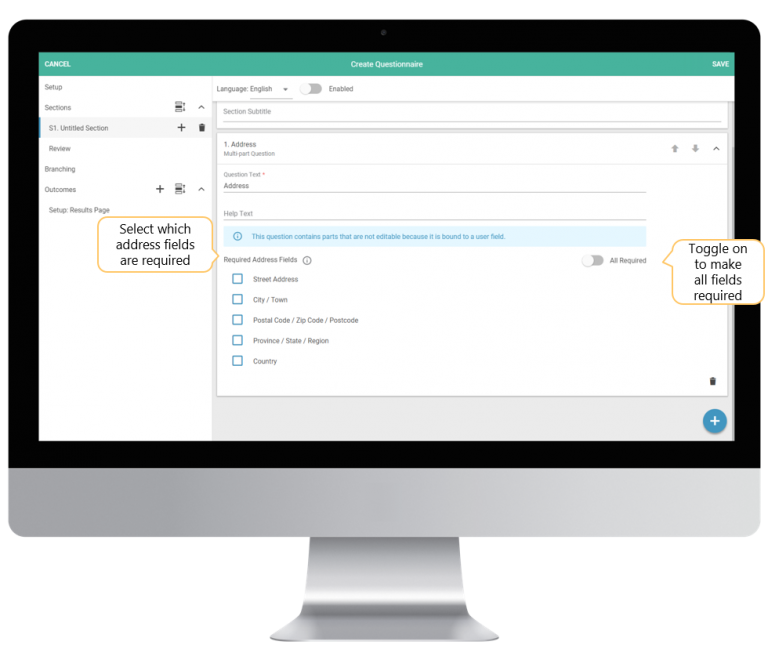 CANCEL Create Questionnaire SAVE
Setup
Language: English Enabled
Sections
Section Subtitle
S1. Untitled Section
Review
1. Address
Multi-part Question
Branching
Question Text *
Address
Outcomes
Setup: Results Page
Help Text
Select which
address fields
are required
This question contains parts that are not editable because it is bound to a user field.
Required Address Fields All Required
Toggle on
to make
all fields
required
Street Address
City / Town
Postal Code / Zip Code / Postcode
Province / State / Region
Country